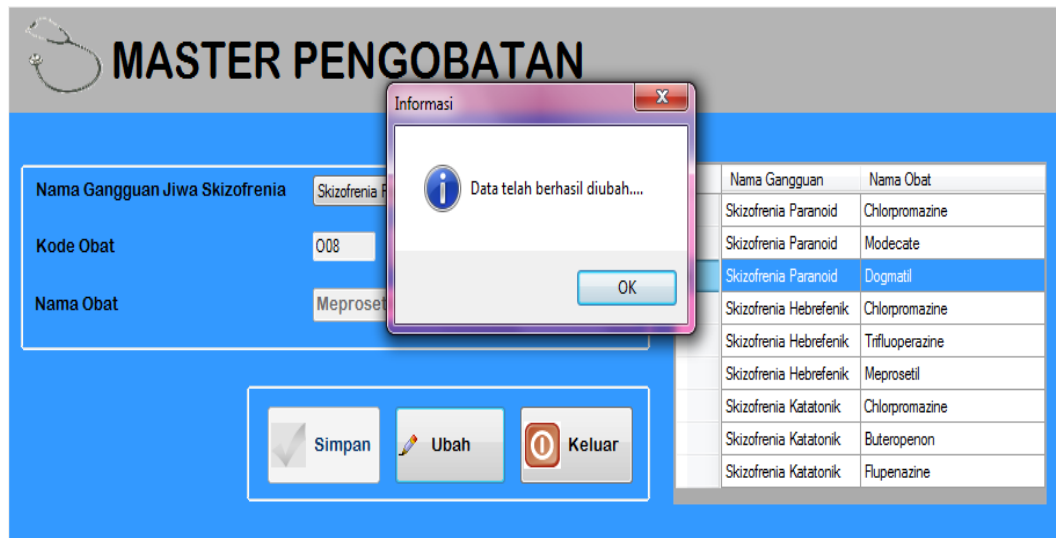 MASTER PENGOBATAN
Informasi
Data telah berhasil diubah....
OK
Nama Gangguan Jiwa Skizofrenia
Skizofrenia
Kode Obat
O08
Nama Obat
Meproset
Simpan
Ubah
Keluar
Nama Gangguan Nama Obat
Skizofrenia Paranoid Chlorpromazine
Skizofrenia Paranoid Modecate
Skizofrenia Paranoid Dogmatil
Skizofrenia Hebrefenik Chlorpromazine
Skizofrenia Hebrefenik Trifluoperazine
Skizofrenia Hebrefenik Meprosetil
Skizofrenia Katatonik Chlorpromazine
Skizofrenia Katatonik Buteropenon
Skizofrenia Katatonik Flupenazine